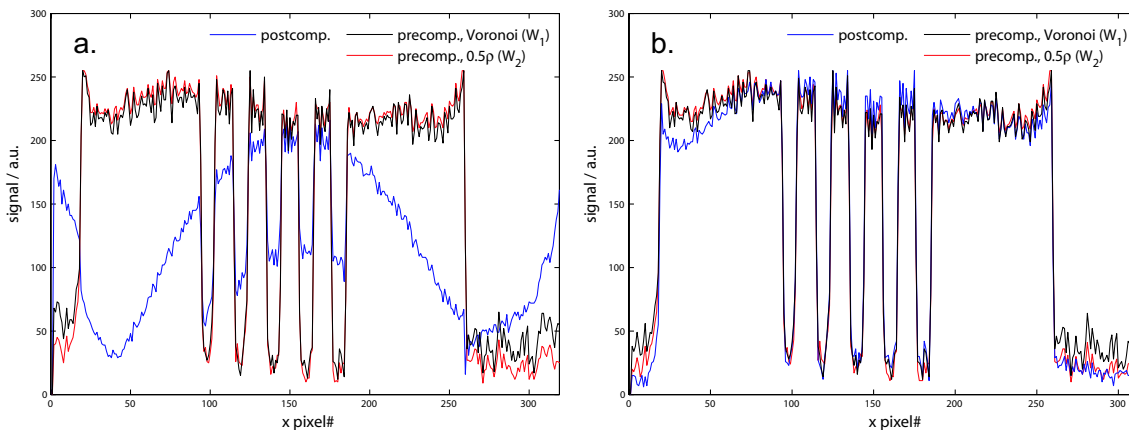 a.
postcomp.
precomp., Voronoi (W1)
precomp., 0.5ρ (W2)
signal / a.u.
300
250
200
150
100
50
0
0 50 100 150 200 250 300
x pixel#
b.
postcomp.
precomp., Voronoi (W1)
precomp., 0.5ρ (W2)
signal / a.u.
300
250
200
150
100
50
0
0 50 100 150 200 250 300
x pixel#